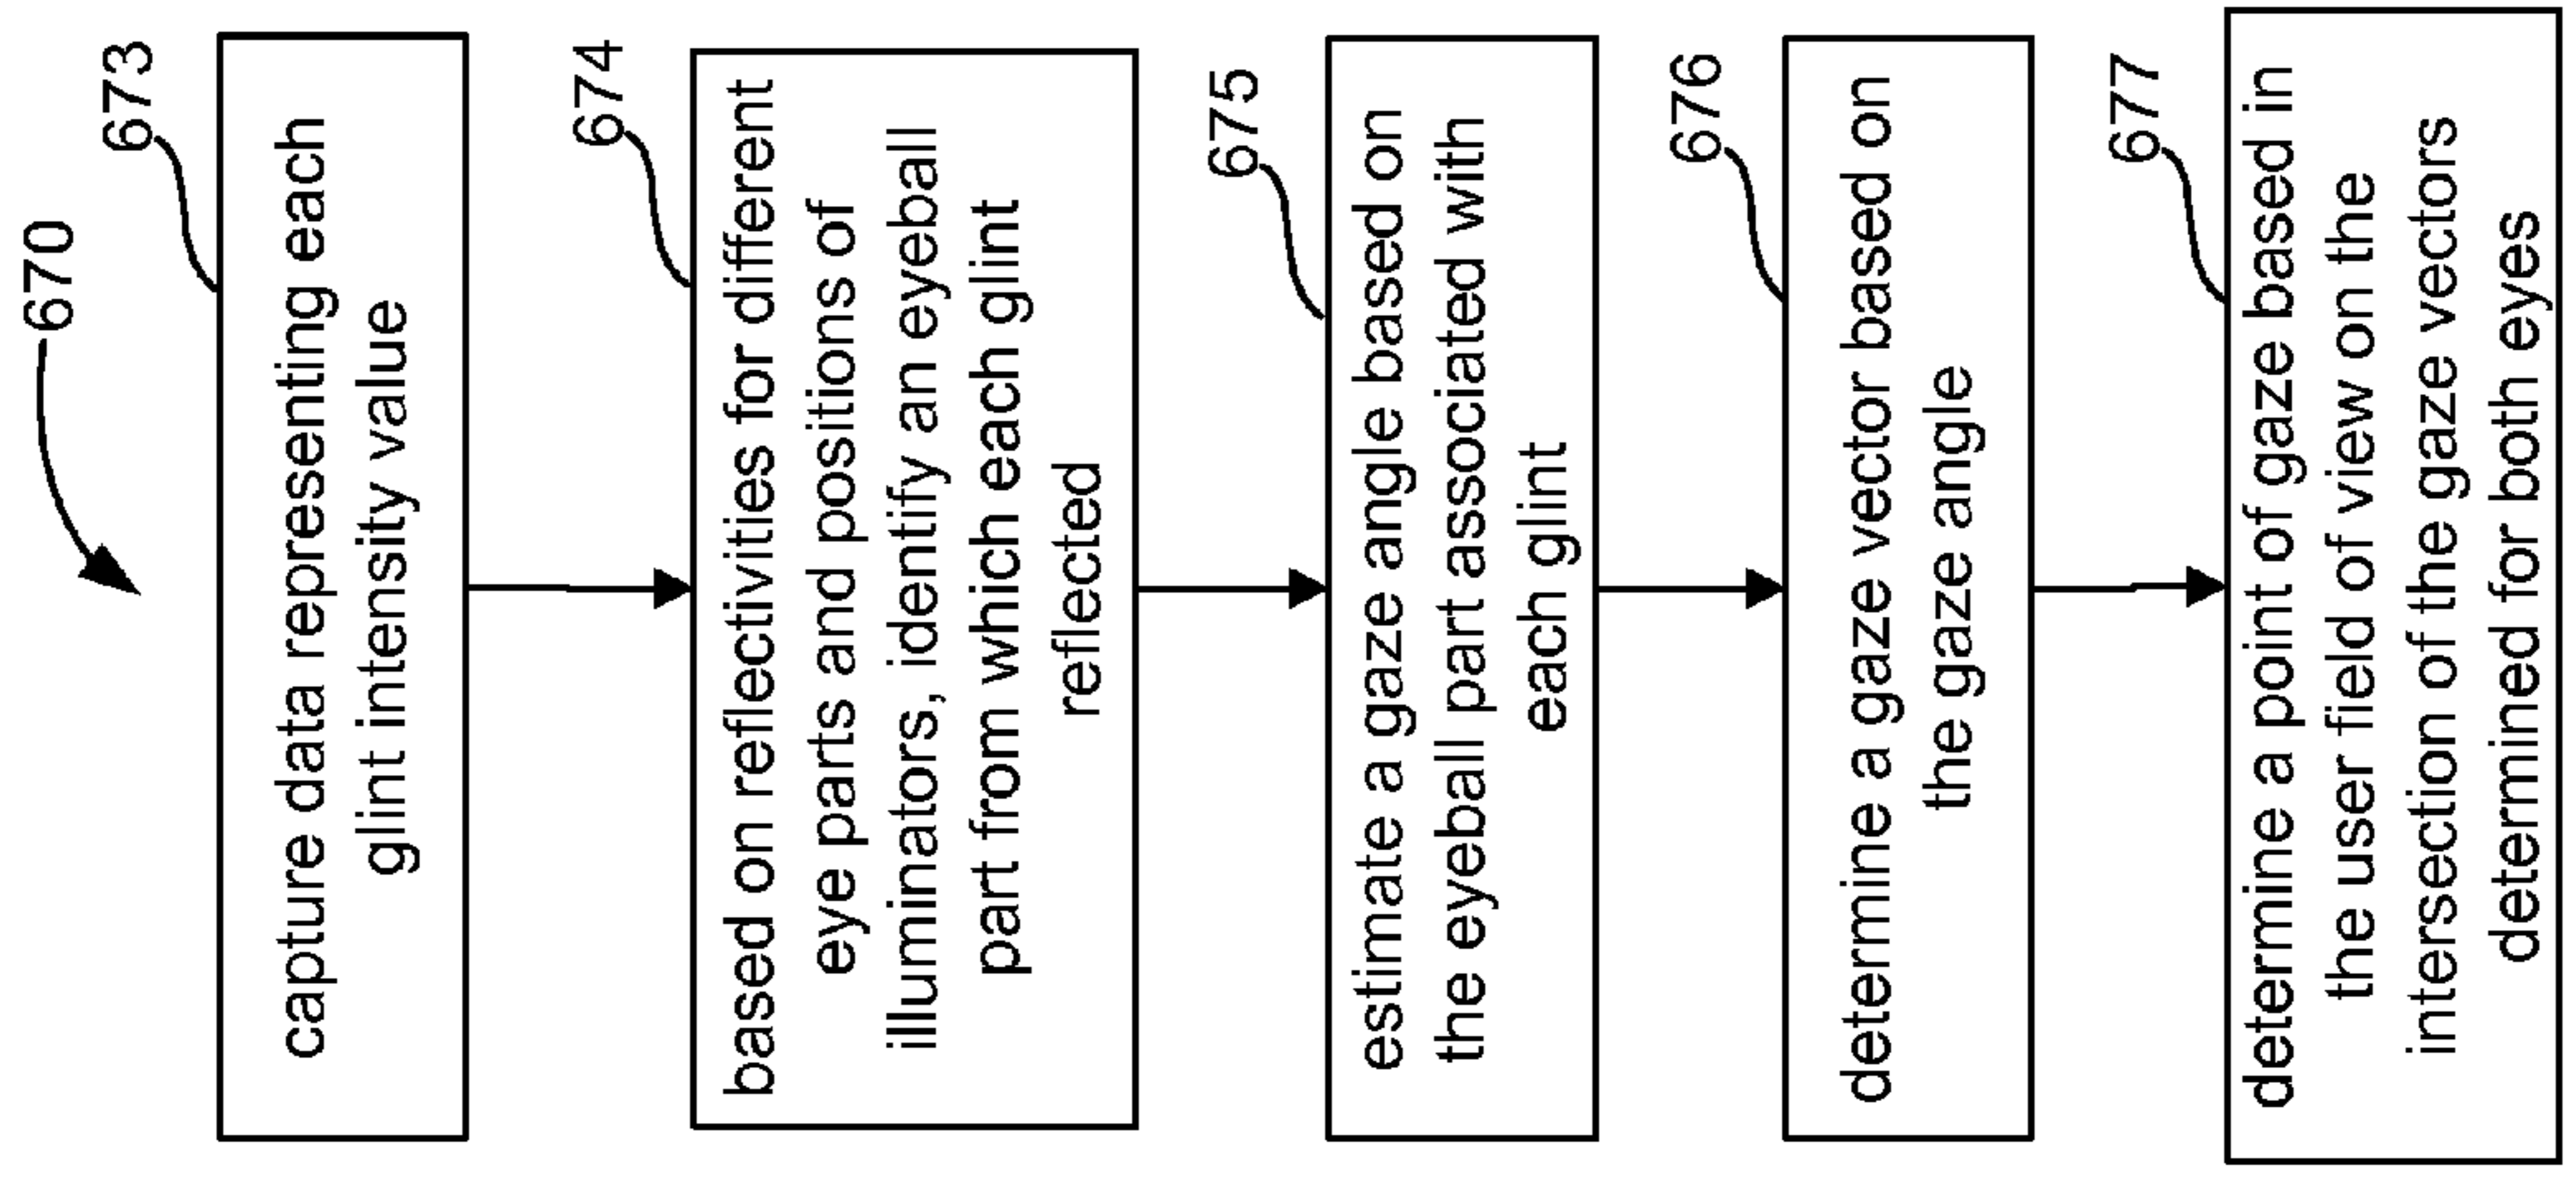 670
673
capture data representing each
glint intensity value
674
based on reflectivities for different
eye parts and positions of
illuminators, identify an eyeball
part from which each glint
reflected
675
estimate a gaze angle based on
the eyeball part associated with
each glint
676
determine a gaze vector based on
the gaze angle
677
determine a point of gaze based in
the user field of view on the
intersection of the gaze vectors
determined for both eyes